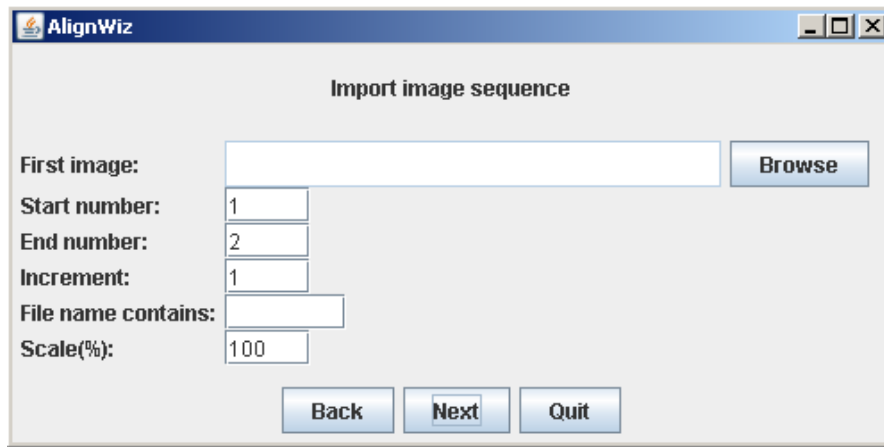 AlignWiz
Import image sequence
First image: Browse
Start number: 1
End number: 2
Increment: 1
File name contains:
Scale(%): 100
Back Next Quit